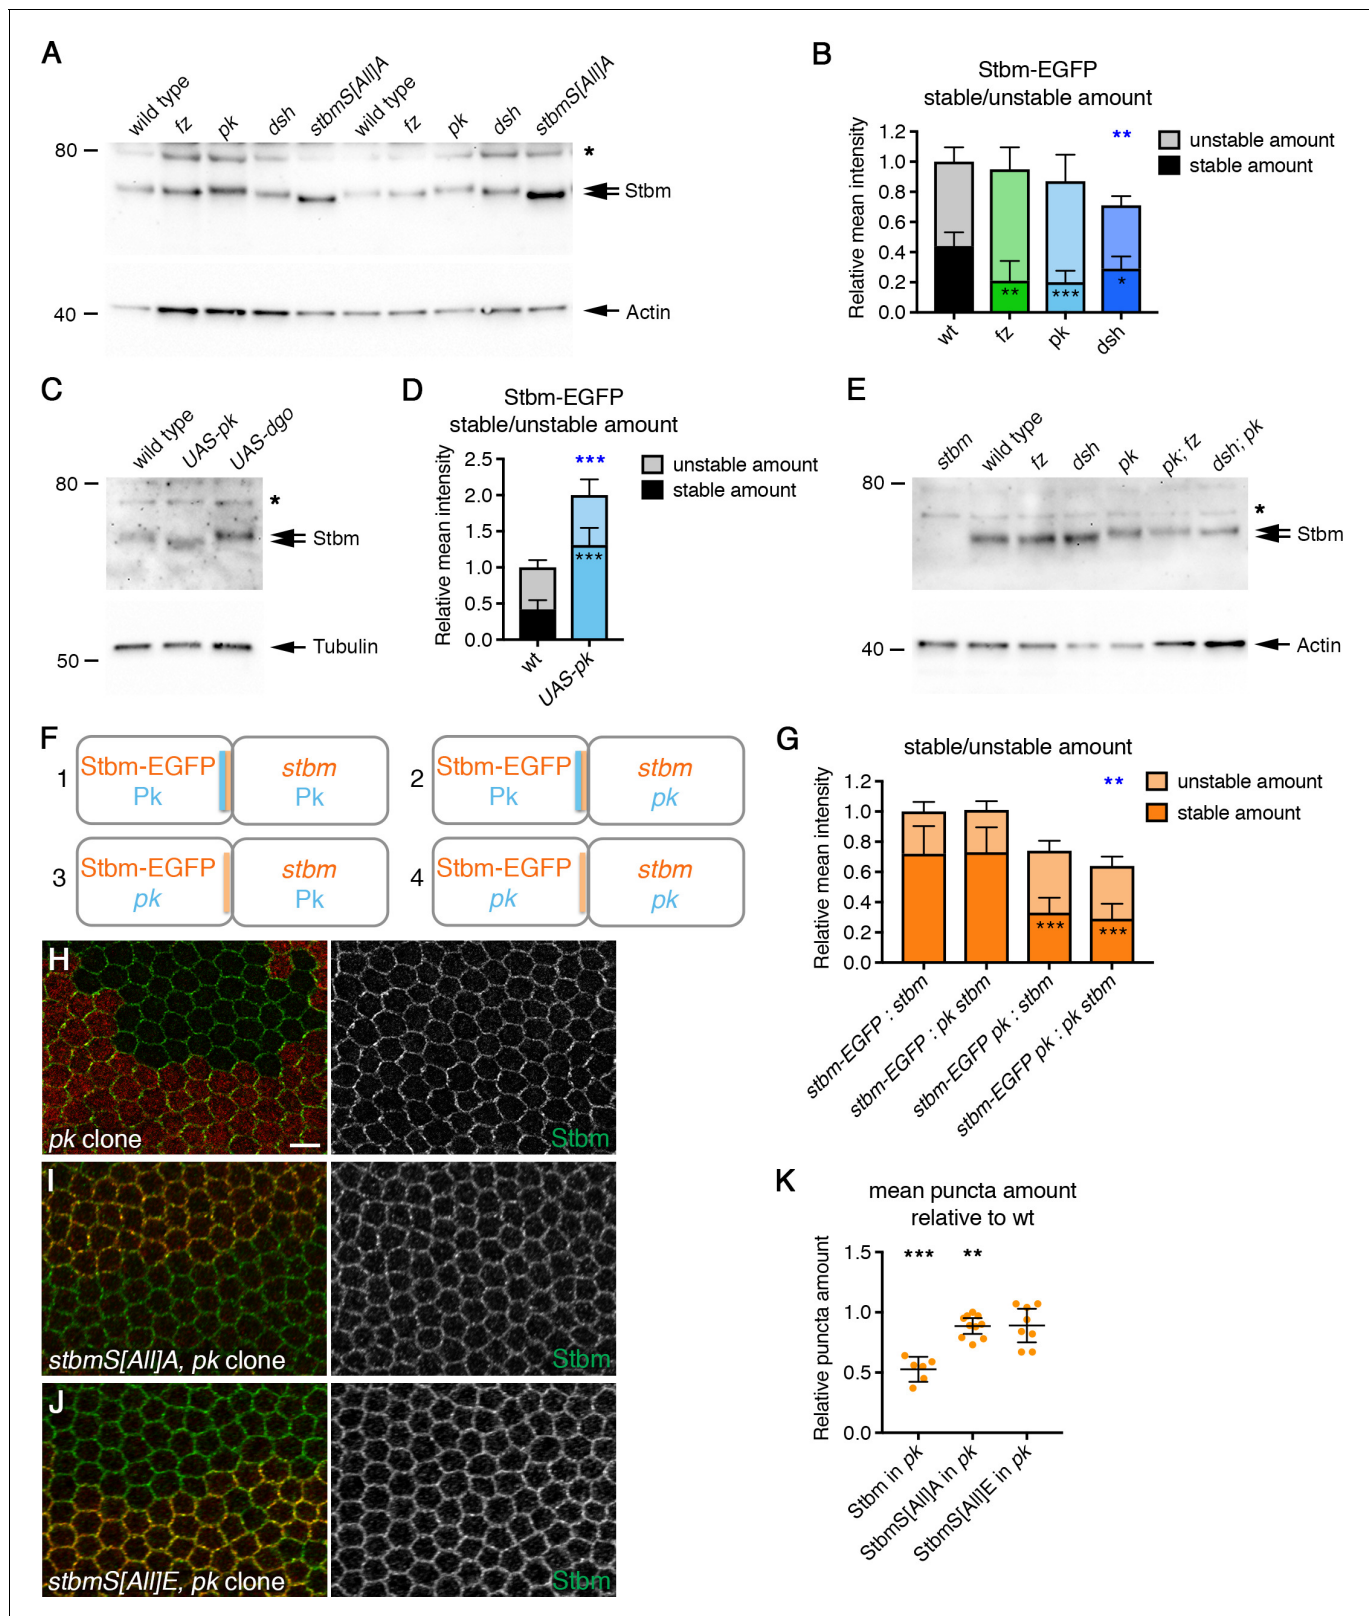 A
wild type
fz
pk
dsh
stbmS[All]A
wild type
fz
pk
dsh
stbmS[All]A
80
*
Stbm
40
Actin
B
Stbm-EGFP
stable/unstable amount
Relative mean intensity
1.2
1.0
0.8
0.6
0.4
0.2
0.0
**
**
***
*
unstable amount
stable amount
wt
fz
pk
dsh
C
wild type
UAS-pk
UAS-dgo
80
*
Stbm
50
Tubulin
D
Stbm-EGFP
stable/unstable amount
Relative mean intensity
2.5
2.0
1.5
1.0
0.5
0.0
***
***
unstable amount
stable amount
wt
UAS-pk
E
stbm
wild type
fz
dsh
pk
pk; fz
dsh; pk
80
*
Stbm
40
Actin
F
1
Stbm-EGFP
Pk
stbm
Pk
2
Stbm-EGFP
Pk
stbm
pk
3
Stbm-EGFP
pk
stbm
Pk
4
Stbm-EGFP
pk
stbm
pk
G
stable/unstable amount
Relative mean intensity
1.2
1.0
0.8
0.6
0.4
0.2
0.0
**
***
***
unstable amount
stable amount
stbm-EGFP : stbm
stbm-EGFP : pk stbm
stbm-EGFP pk : stbm
stbm-EGFP pk : pk stbm
H
pk clone
Stbm
I
stbmS[All]A, pk clone
Stbm
J
stbmS[All]E, pk clone
Stbm
K
mean puncta amount
relative to wt
Relative puncta amount
1.5
1.0
0.5
0.0
***
**
Stbm in pk
StbmS[All]A in pk
StbmS[All]E in pk